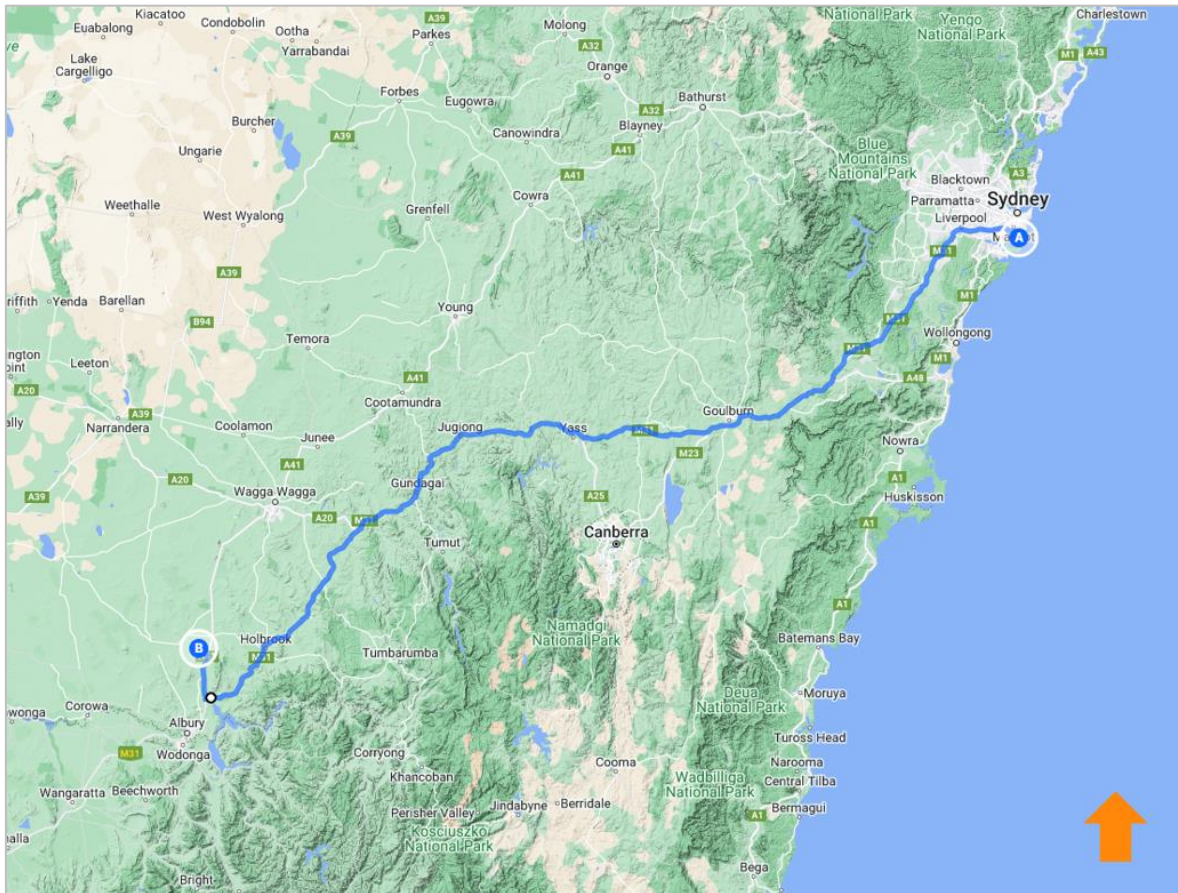 Kiacatoo
Condobolin
A39
Molong
National Park
Yengo
National Park
Charlestown
Euabalong
Ootha
Parkes
A32
M1
A43
Yarrabandai
Lake
Cargelligo
Orange
Forbes
Eugowra
Bathurst
A32
Burcher
A39
Canowindra
Blayney
A41
Blue
Mountains
National Park
Ungarie
A41
A3
Blacktown
Cowra
Parramatta
Sydney
Weethalle
West Wyalong
Grenfell
Liverpool
A
M1
A39
Yenda
Barellan
Young
B94
Wollongong
Temora
Leeton
M1
A20
A41
A48
Cootamundra
Goulburn
A39
Narrandera
Coolamon
Jugiong
Yass
Junee
M23
Nowra
A41
A20
Gundagai
A1
Wagga Wagga
A25
Huskisson
A39
A20
Canberra
A1
Tumut
A1
Namadgi
National Park
Batemans Bay
Holbrook
B
Tumbarumba
Deua
National Park
Moruya
Corowa
Albury
Tuross Head
M31
Wodonga
Corryong
Cooma
Narooma
Khancoban
Wadbilliga
National Park
Central Tilba
Wangaratta
Beechworth
Perisher Valley
Jindabyne
Berridale
Bermagui
Kosciuszko
National Park
A1
Bright
Bega